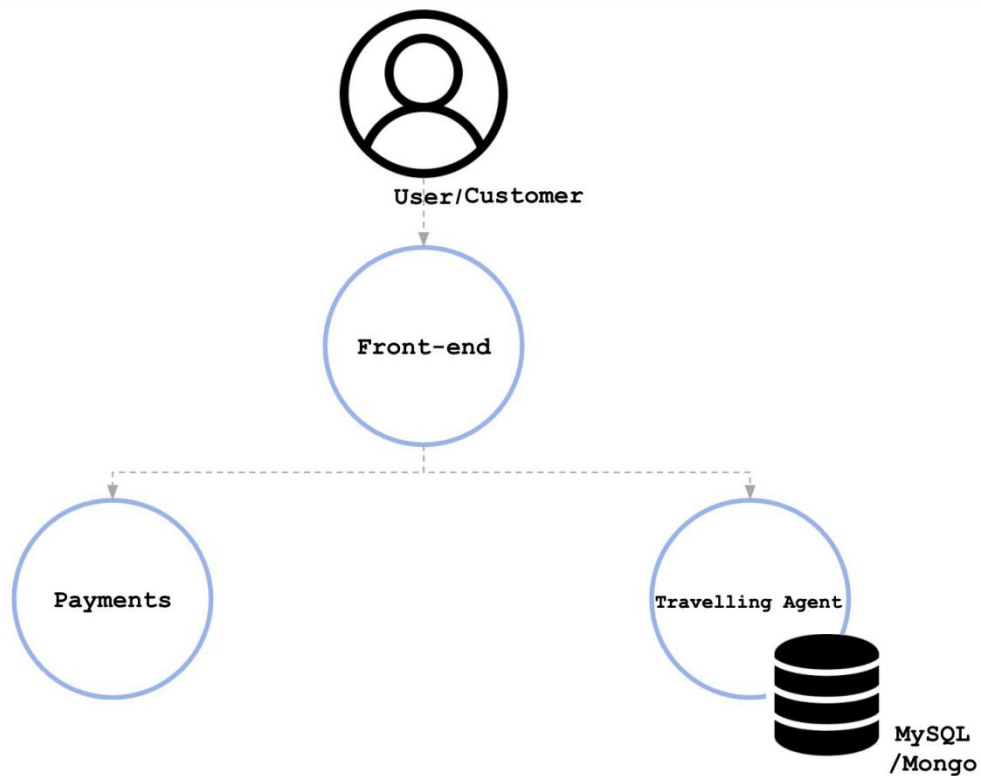 User/Customer
Front-end
Payments
Travelling Agent
MySQL
/Mongo